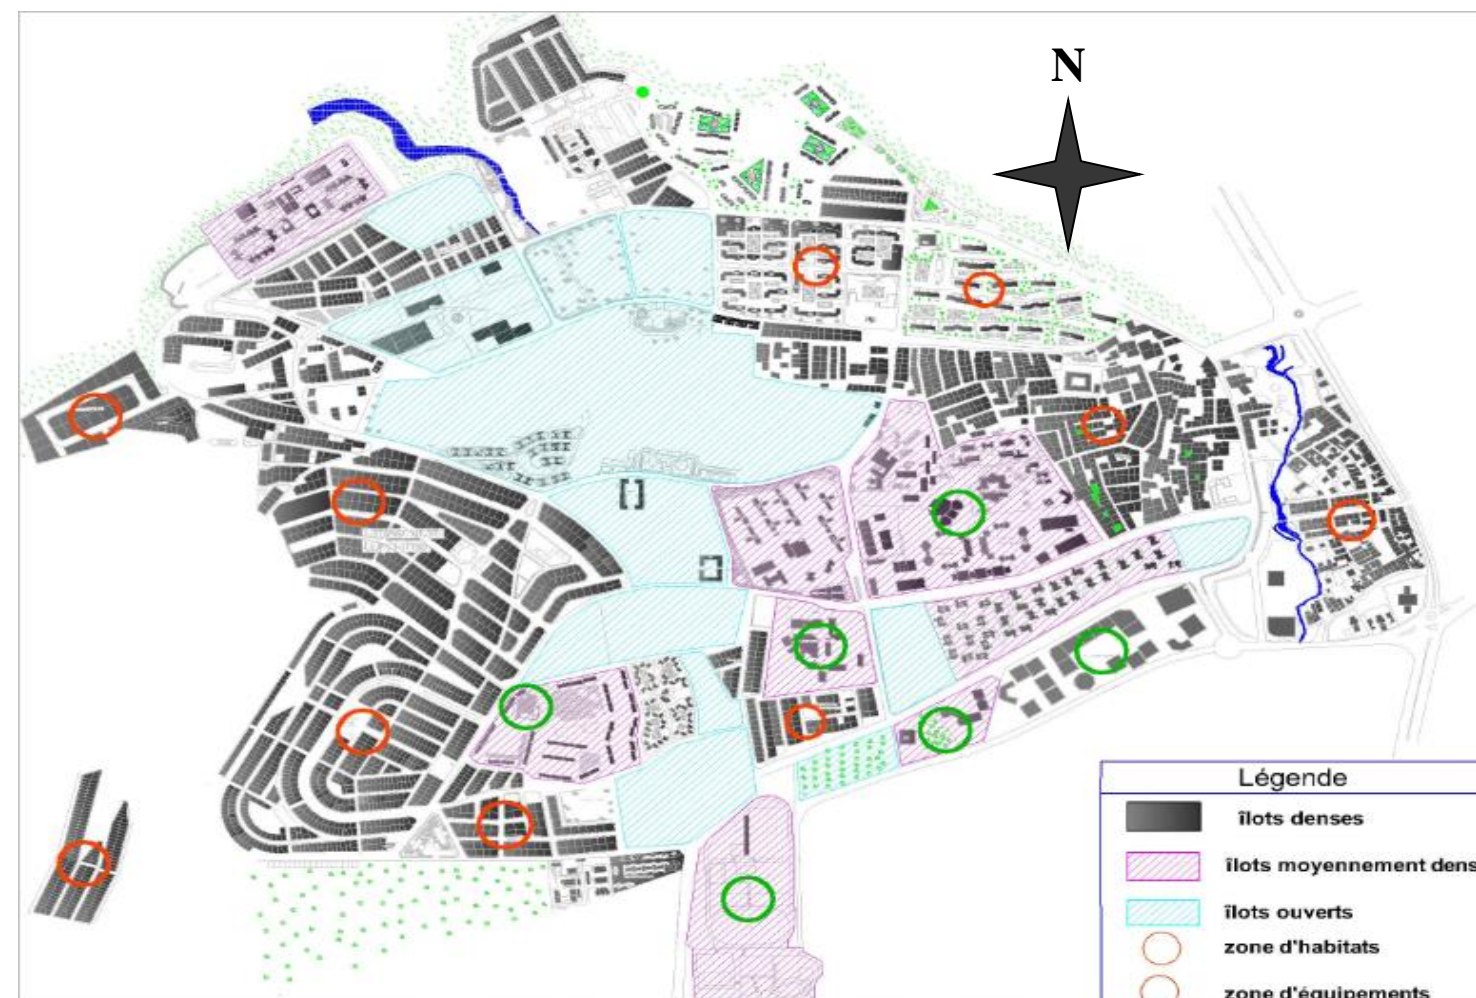 N
Légende
îlots denses
îlots moyennement dens
îlots ouverts
zone d'habitats
zone d'équipements